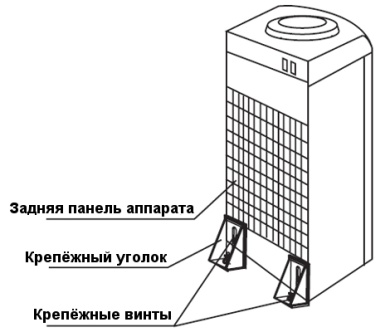 Задняя панель аппарата
Крепёжный уголок
Крепёжные винты